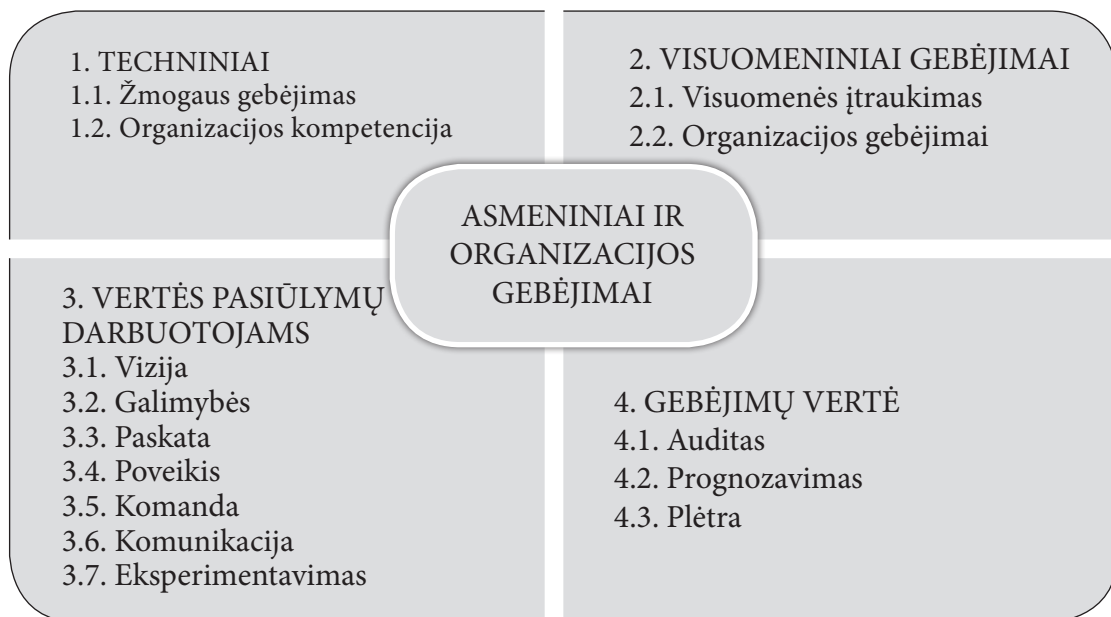 1. TECHNINIAI
1.1. Žmogaus gebėjimas
1.2. Organizacijos kompetencija
2. VISUOMENINIAI GEBĖJIMAI
2.1. Visuomenės įtraukimas
2.2. Organizacijos gebėjimai
ASMENINIAI IR
ORGANIZACIJOS
GEBĖJIMAI
3. VERTĖS PASIŪLYMŲ
DARBUOTOJAMS
3.1. Vizija
3.2. Galimybės
3.3. Paskata
3.4. Poveikis
3.5. Komanda
3.6. Komunikacija
3.7. Eksperimentavimas
4. GEBĖJIMŲ VERTĖ
4.1. Auditas
4.2. Prognozavimas
4.3. Plėtra